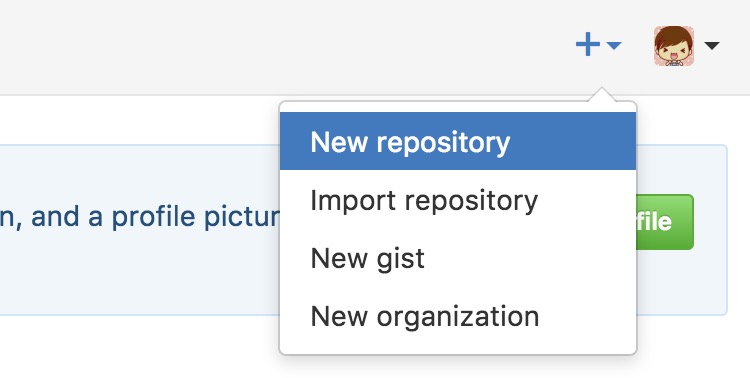 New repository
Import repository
n, and a profile pictur
file
New gist
New organization